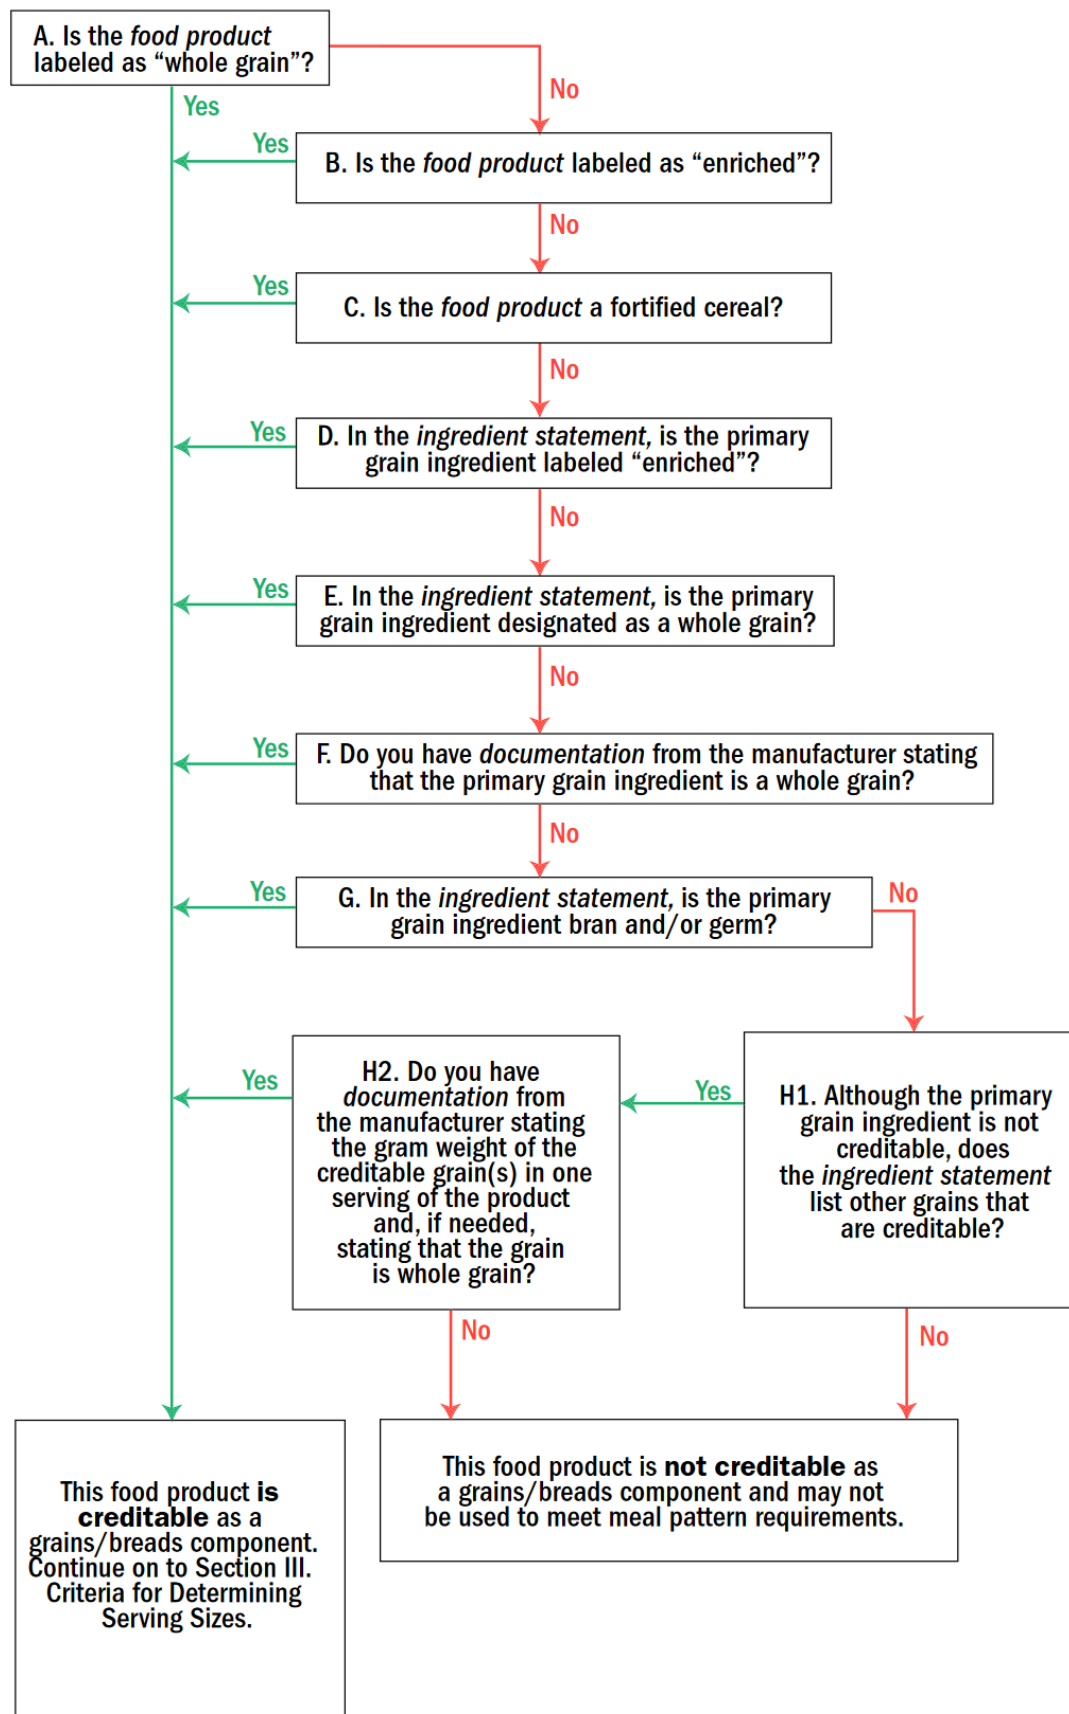 A. Is the food product
labeled as “whole grain”?
No
Yes
Yes
B. Is the food product labeled as “enriched”?
No
Yes
C. Is the food product a fortified cereal?
No
Yes
D. In the ingredient statement, is the primary
grain ingredient labeled “enriched”?
No
Yes
E. In the ingredient statement, is the primary
grain ingredient designated as a whole grain?
No
Yes
F. Do you have documentation from the manufacturer stating
that the primary grain ingredient is a whole grain?
No
Yes
G. In the ingredient statement, is the primary
grain ingredient bran and/or germ?
No
H1. Although the primary
grain ingredient is not
creditable, does
the ingredient statement
list other grains that
are creditable?
Yes
H2. Do you have
documentation from
the manufacturer stating
the gram weight of the
creditable grain(s) in one
serving of the product
and, if needed,
stating that the grain
is whole grain?
Yes
No
No
This food product is
creditable as a
grains/breads component.
Continue on to Section III.
Criteria for Determining
Serving Sizes.
This food product is not creditable as
a grains/breads component and may not
be used to meet meal pattern requirements.